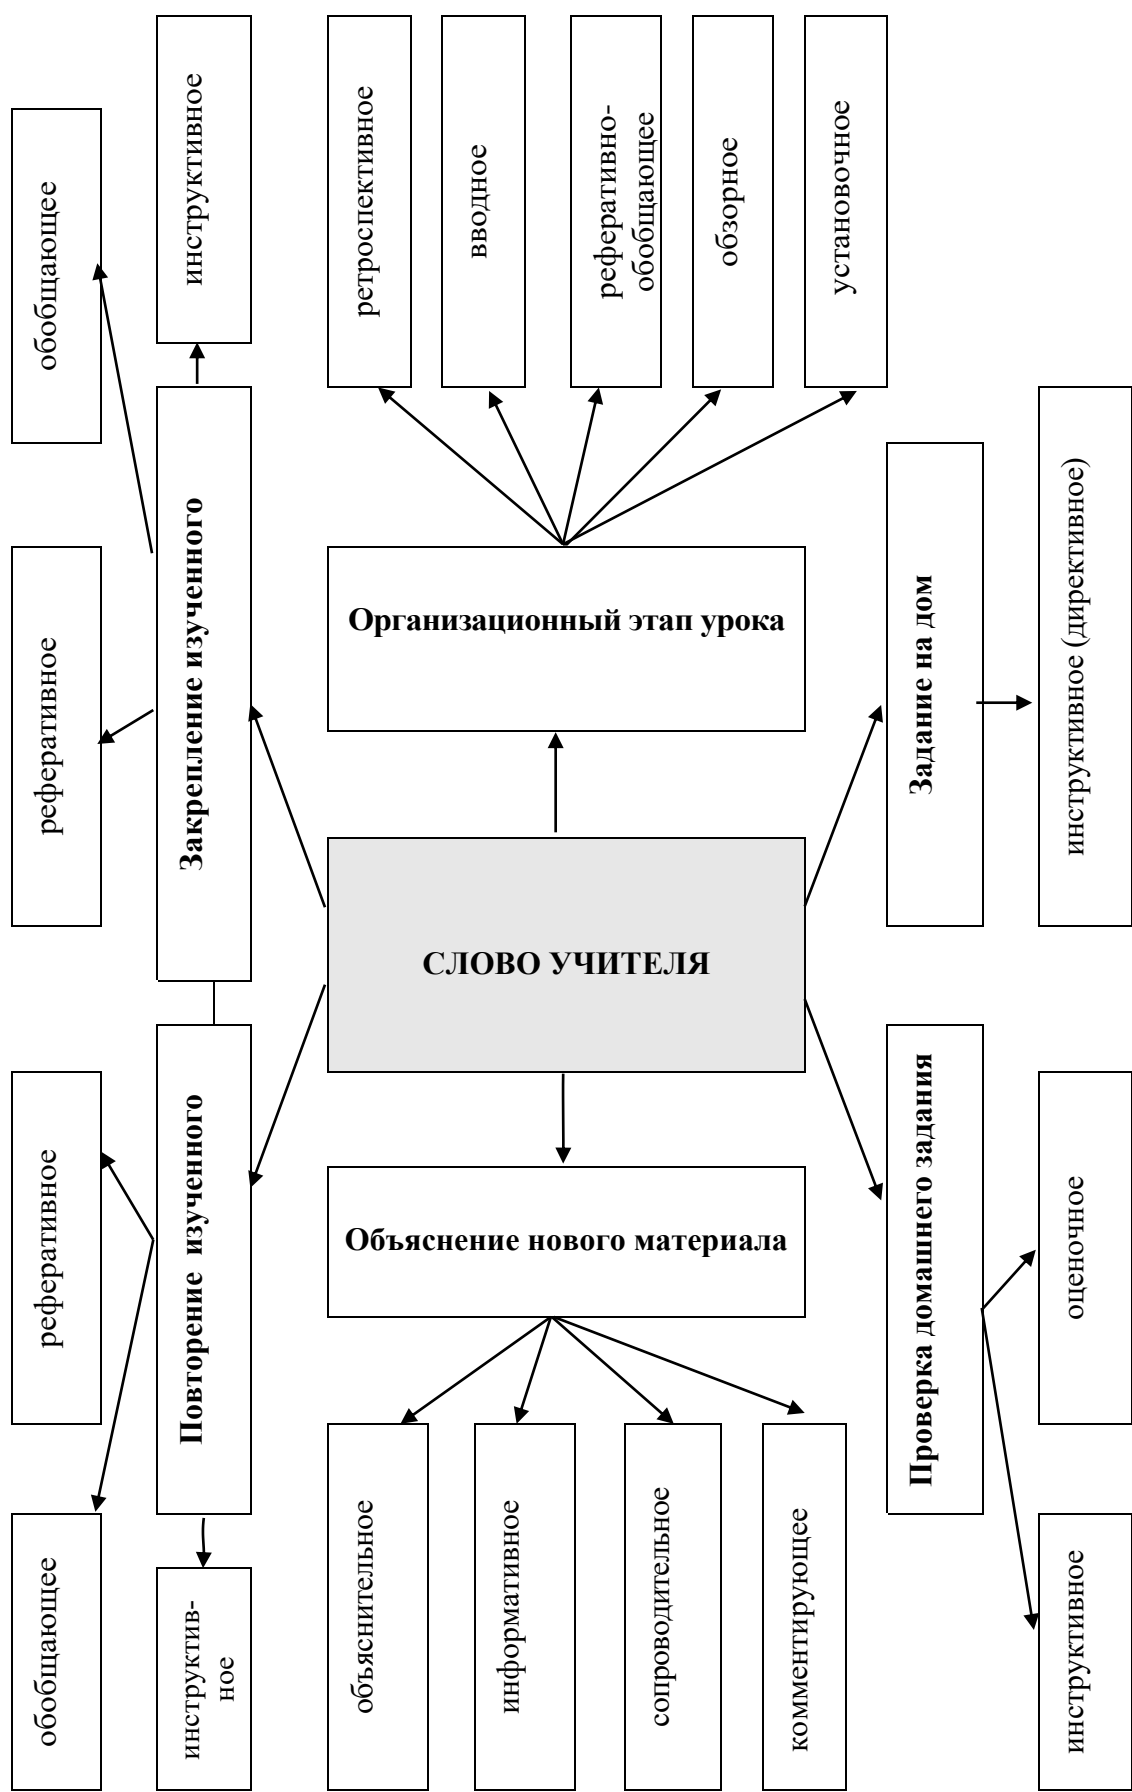 обобщающее
инструктивное
ретроспективное
вводное
реферативно-
обобщающее
обзорное
установочное
реферативное
Закрепление изученного
Организационный этап урока
Задание на дом
инструктивное (директивное)
СЛОВО УЧИТЕЛЯ
реферативное
Повторение изученного
Объяснение нового материала
Проверка домашнего задания
оценочное
обобщающее
инструктив-
ное
объяснительное
информативное
сопроводительное
комментирующее
инструктивное